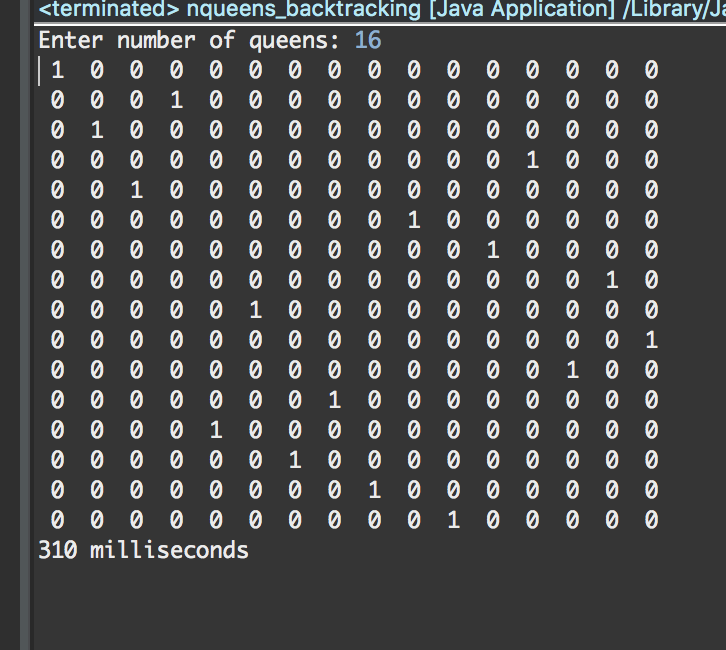 <terminated> nqueens_backtracking [Java Application] /Library/Ja
Enter number of queens: 16
1 0 0 0 0 0 0 0 0 0 0 0 0 0 0 0
0 0 0 1 0 0 0 0 0 0 0 0 0 0 0 0
0 1 0 0 0 0 0 0 0 0 0 0 0 0 0 0
0 0 0 0 0 0 0 0 0 0 0 0 1 0 0 0
0 0 1 0 0 0 0 0 0 0 0 0 0 0 0 0
0 0 0 0 0 0 0 0 0 1 0 0 0 0 0 0
0 0 0 0 0 0 0 0 0 0 0 1 0 0 0 0
0 0 0 0 0 0 0 0 0 0 0 0 0 0 1 0
0 0 0 0 0 1 0 0 0 0 0 0 0 0 0 0
0 0 0 0 0 0 0 0 0 0 0 0 0 0 0 1
0 0 0 0 0 0 0 0 0 0 0 0 0 1 0 0
0 0 0 0 0 0 0 1 0 0 0 0 0 0 0 0
0 0 0 0 1 0 0 0 0 0 0 0 0 0 0 0
0 0 0 0 0 0 1 0 0 0 0 0 0 0 0 0
0 0 0 0 0 0 0 0 1 0 0 0 0 0 0 0
0 0 0 0 0 0 0 0 0 0 1 0 0 0 0 0
310 milliseconds